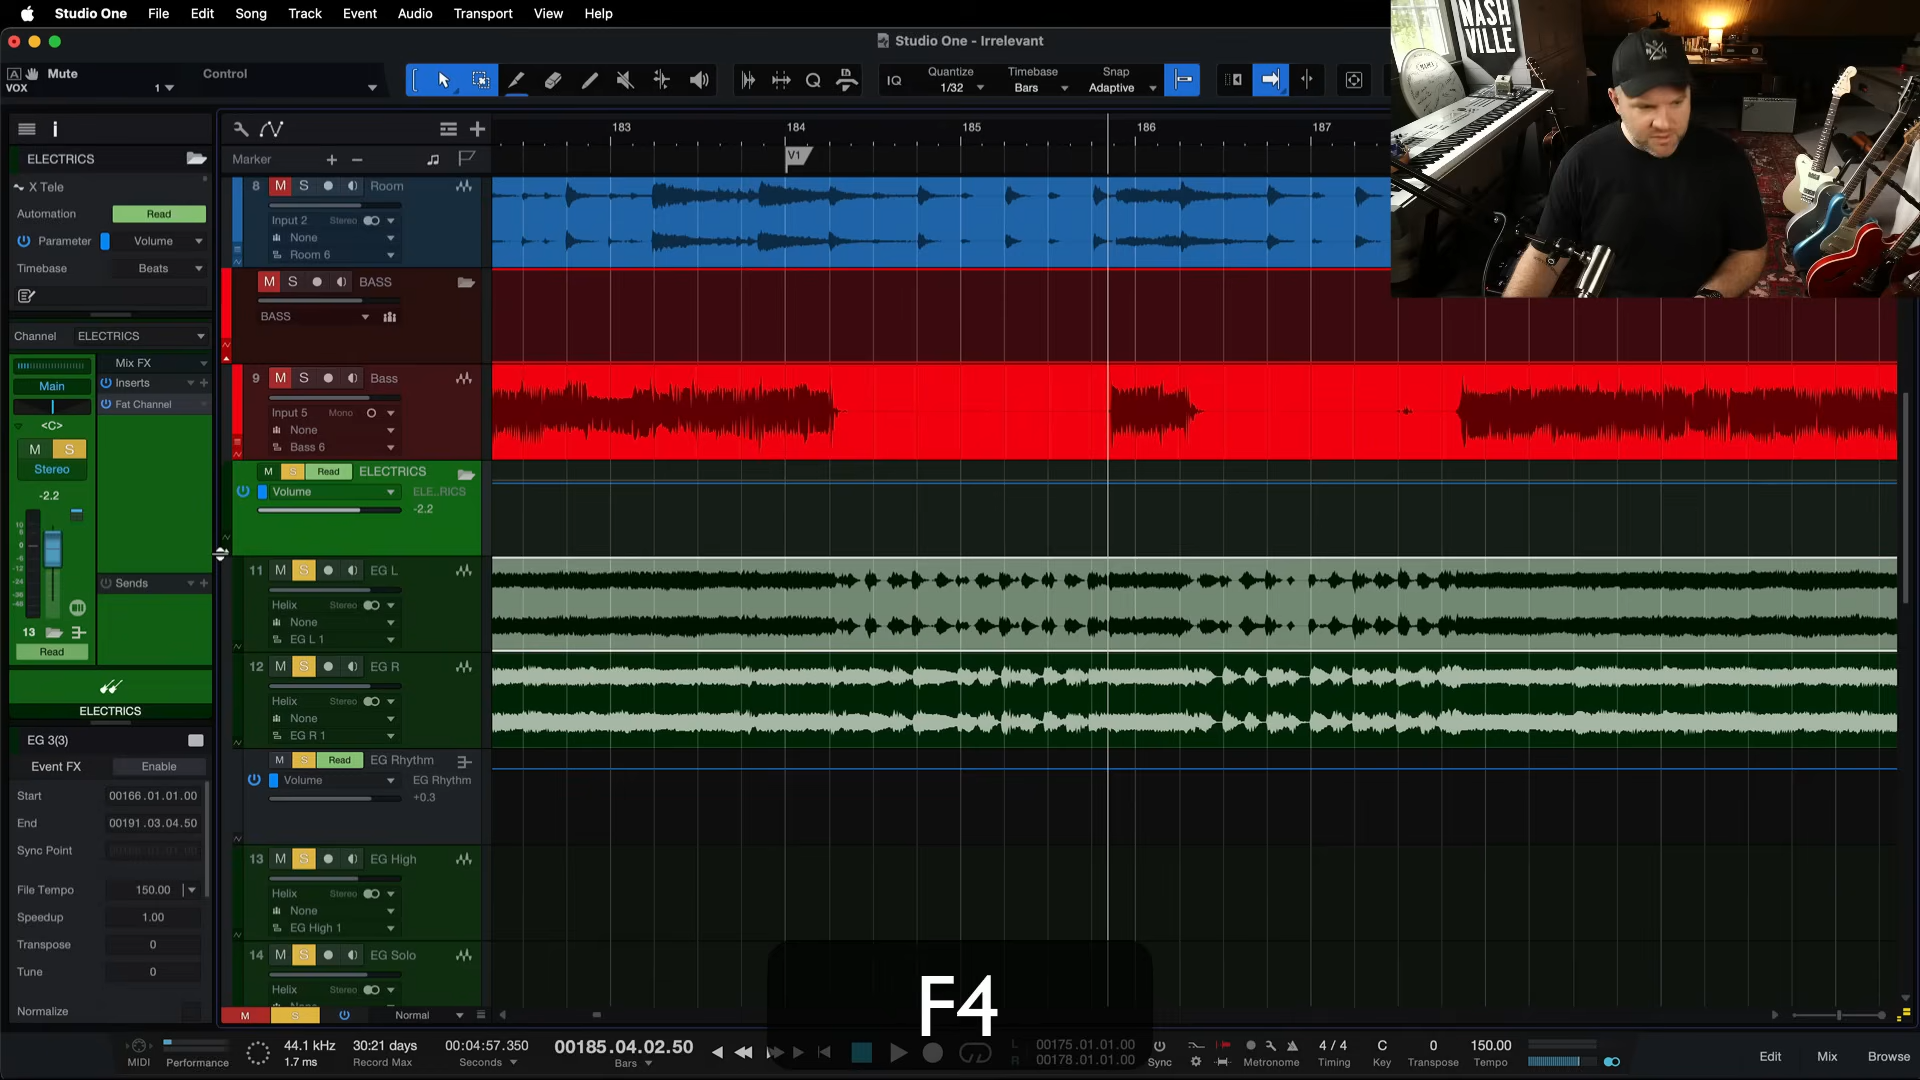 Studio One File Edit Song Track Event Audio Transport View Help
Studio One - Irrelevant
NASH
VILLE
A Mute
VOX 1
Control
IQ
Quantize
1/32
Timebase
Bars
Snap
Adaptive
i
183 184 185 186 187
Marker + −
V1
ELECTRICS
X Tele
Automation Read
Parameter Volume
Timebase Beats
Channel ELECTRICS
Mix FX
Main
Inserts
Fat Channel
<C>
M S
Stereo
-2.2
10
Sends
13
Read
ELECTRICS
EG 3(3)
Event FX Enable
Start 00166.01.01.00
End 00191.03.04.50
Sync Point
File Tempo 150.00
Speedup 1.00
Transpose 0
Tune 0
Normalize
8 M S Room
Input 2 Stereo
None
Room 6
M S BASS
BASS
9 M S Bass
Input 5 Mono
None
Bass 6
M S Read ELECTRICS
Volume ELE..RICS
-2.2
11 M S EG L
Helix Stereo
None
EG L 1
12 M S EG R
Helix Stereo
None
EG R 1
M S Read EG Rhythm
Volume EG Rhythm
+0.3
13 M S EG High
Helix Stereo
None
EG High 1
14 M S EG Solo
Helix Stereo
M S Normal
F4
MIDI
Performance
44.1 kHz
1.7 ms
30:21 days
Record Max
00:04:57.350
Seconds
00185.04.02.50
Bars
L 00175.01.01.00
R 00178.01.01.00
Sync
Metronome
Timing
4 / 4
C
Key
0
Transpose
150.00
Tempo
Edit Mix Browse